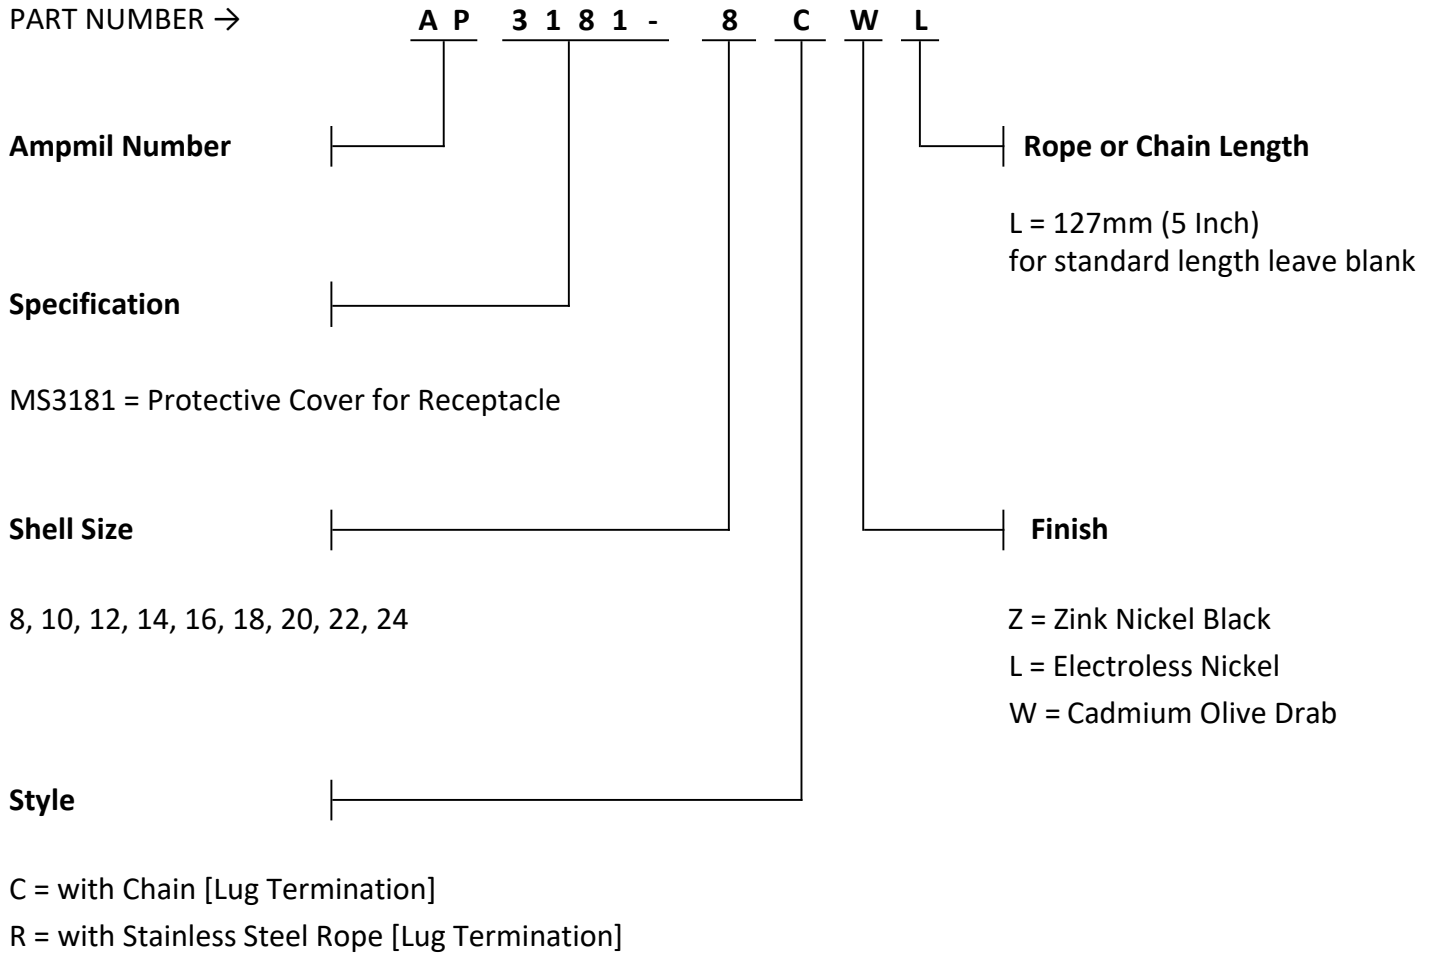 PART NUMBER → A P 3 1 8 1 - 8 C W L
Ampmil Number
Rope or Chain Length
L = 127mm (5 Inch)
for standard length leave blank
Specification
MS3181 = Protective Cover for Receptacle
Shell Size
Finish
8, 10, 12, 14, 16, 18, 20, 22, 24
Z = Zink Nickel Black
L = Electroless Nickel
W = Cadmium Olive Drab
Style
C = with Chain [Lug Termination]
R = with Stainless Steel Rope [Lug Termination]